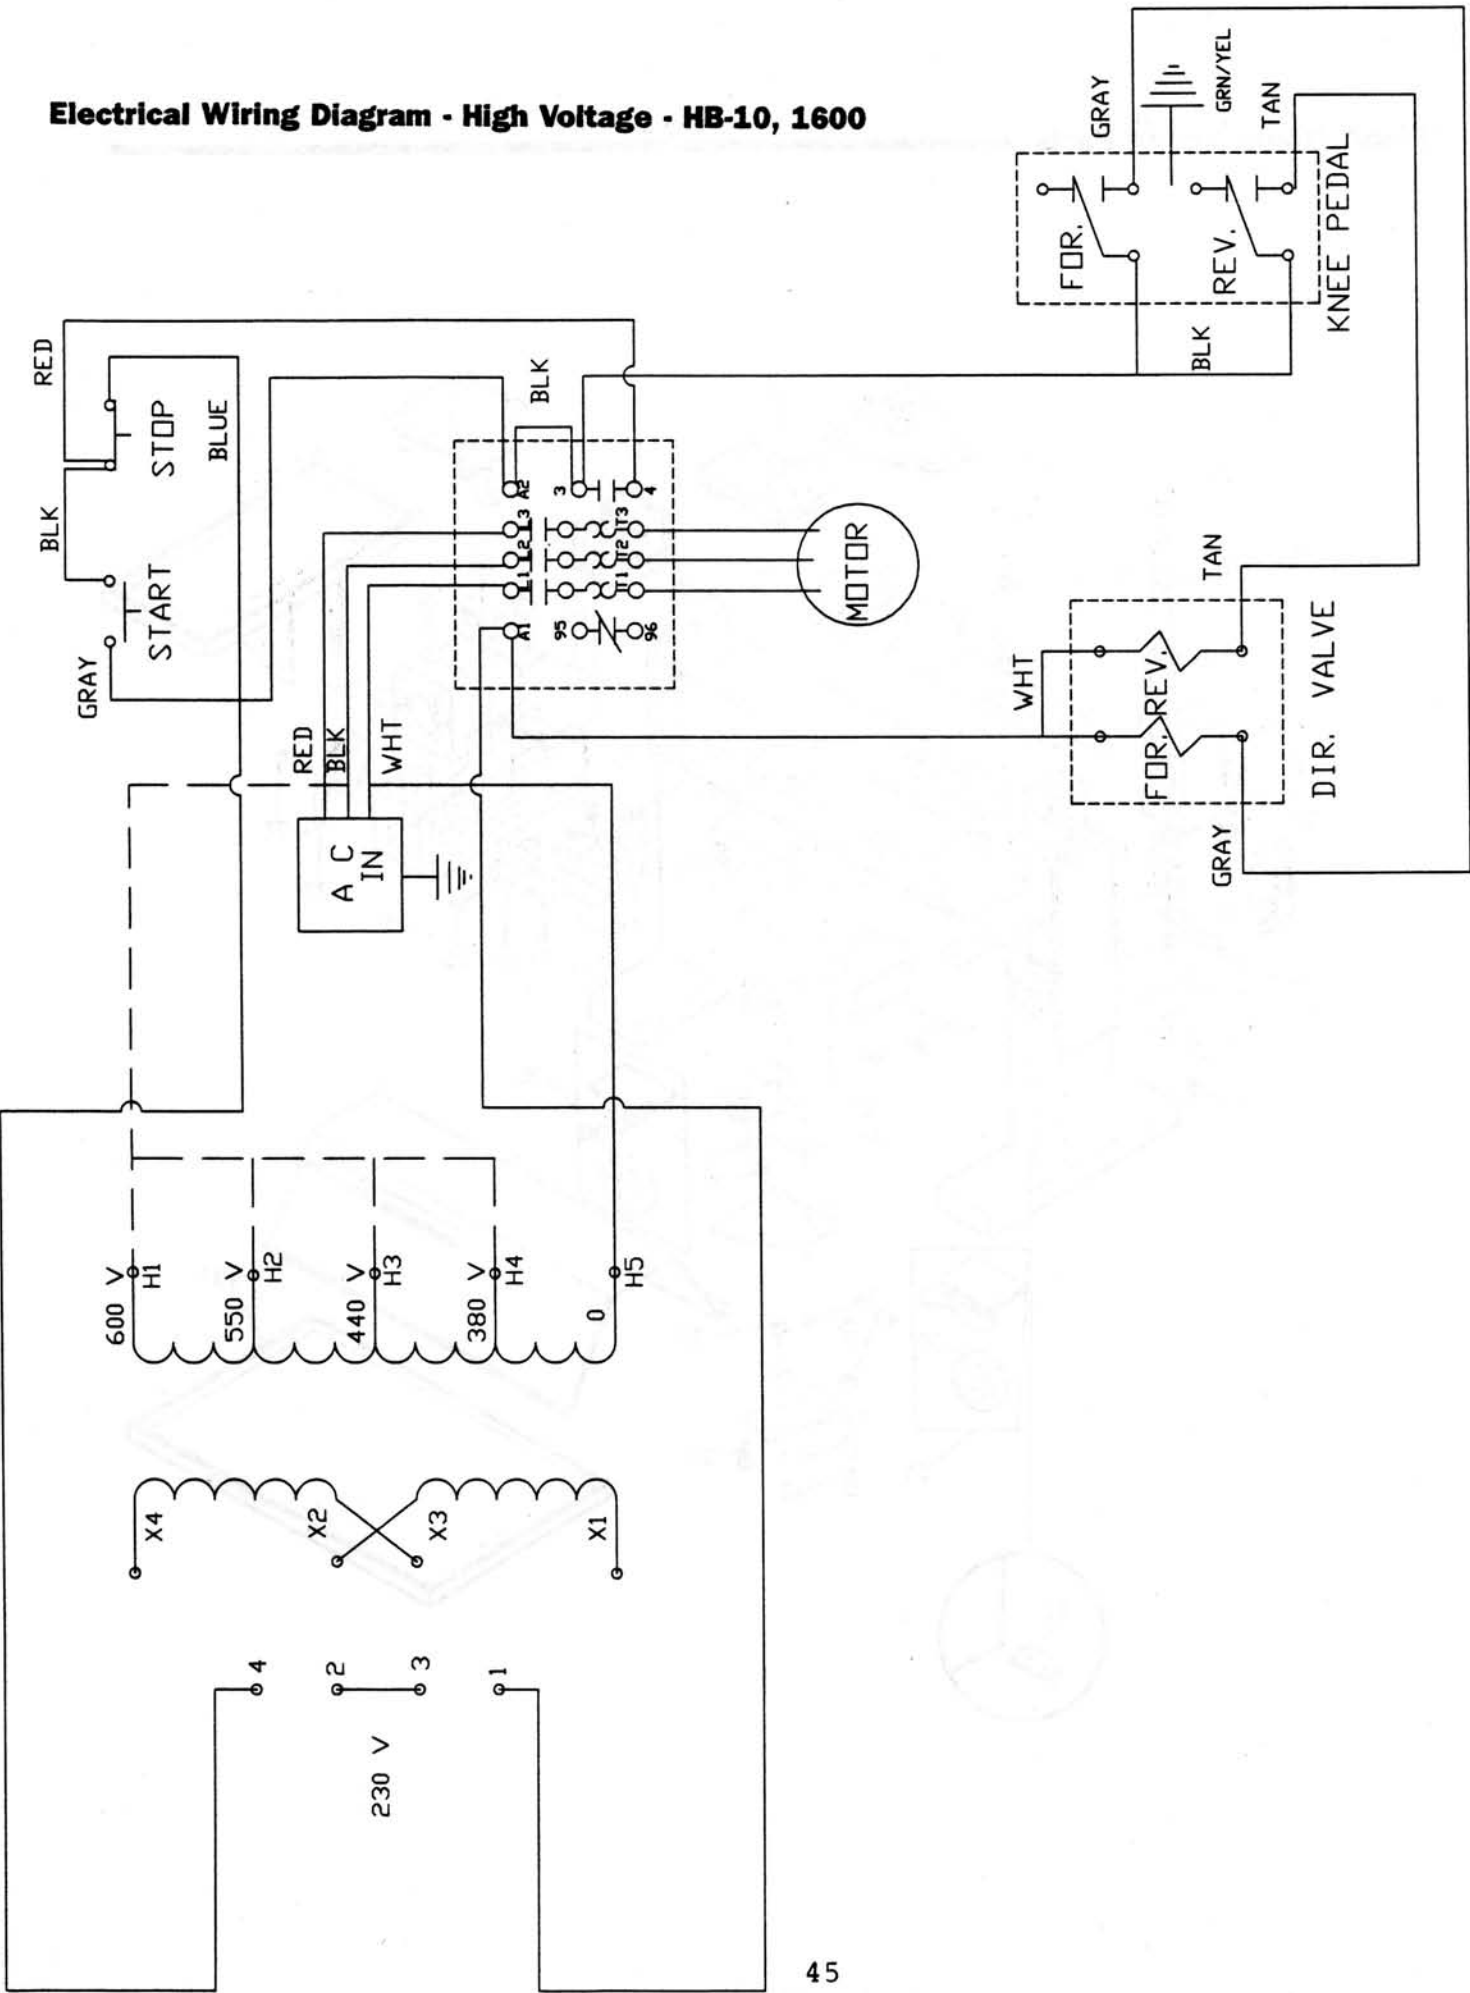 Electrical Wiring Diagram - High Voltage - HB-10, 1600
GRAY
GRN/YEL
TAN
FOR.
REV.
KNEE PEDAL
BLK
RED
STOP
BLUE
BLK
START
GRAY
BLK
A2
3
4
L3
T3
L2
T2
L1
T1
A1
95
96
MOTOR
RED
BLK
WHT
A C
IN
WHT
TAN
REV.
FOR.
DIR. VALVE
GRAY
600 V
H1
550 V
H2
440 V
H3
380 V
H4
0
H5
X4
X2
X3
X1
4
2
3
1
230 V
45